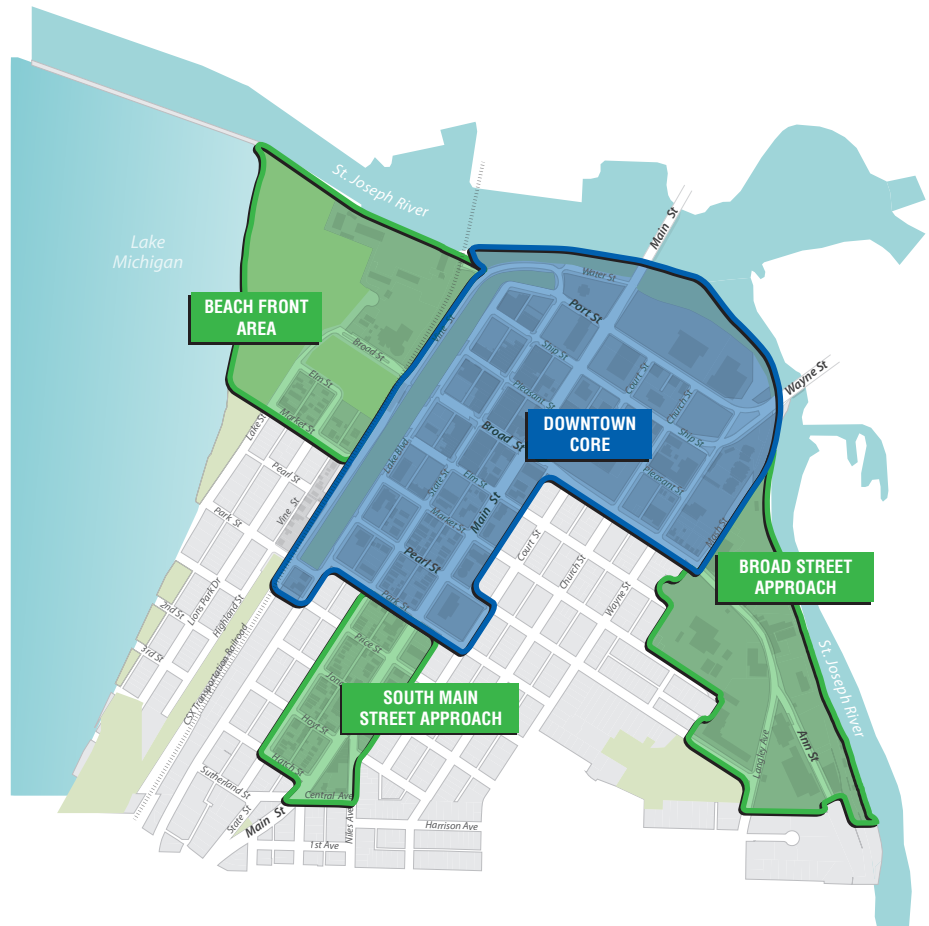 St. Joseph River
Main St
Lake
Michigan
Water St
BEACH FRONT
AREA
Port St
Vine St
Broad St
Ship St
Wayne St
Elm St
Pleasant St
Court St
Church St
Market St
Lake St
DOWNTOWN
CORE
Broad St
Ship St
Lake Blvd
State St
Elm St
Pleasant St
Pearl St
Vine St
Market St
Main St
Park St
Pearl St
Court St
Church St
Wayne St
BROAD STREET
APPROACH
Lions Park Dr
Highland St
2nd St
3rd St
CSX Transportation Railroad
Park St
Price St
SOUTH MAIN
STREET APPROACH
St. Joseph River
Hoyt St
Hatch St
Langley Ave
Ann St
Sutherland St
State St
Main St
Central Ave
Niles Ave
Harrison Ave
1st Ave